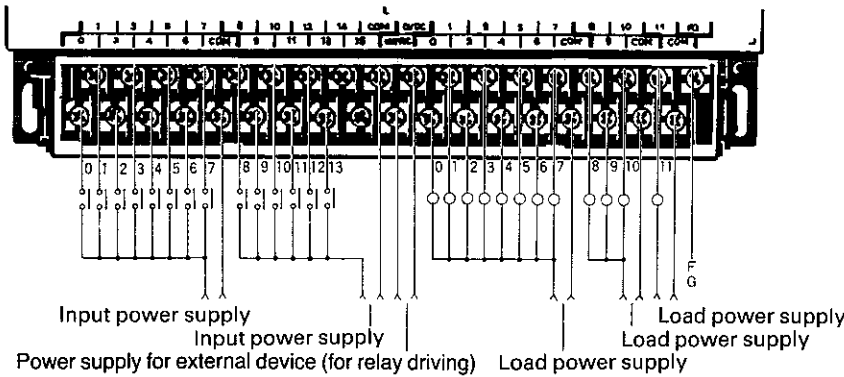 L
1 3 5 7 8 10 12 14 COM 0VDC 1 3 5 7 8 10 11 FG
0 2 4 6 COM 9 11 13 15 0 2 4 6 COM 9 COM COM
0 1 2 3 4 5 6 7 8 9 10 11 12 13 0 1 2 3 4 5 6 7 8 9 10 11
F
G
Input power supply
Load power supply
Input power supply
Load power supply
Power supply for external device (for relay driving)
Load power supply